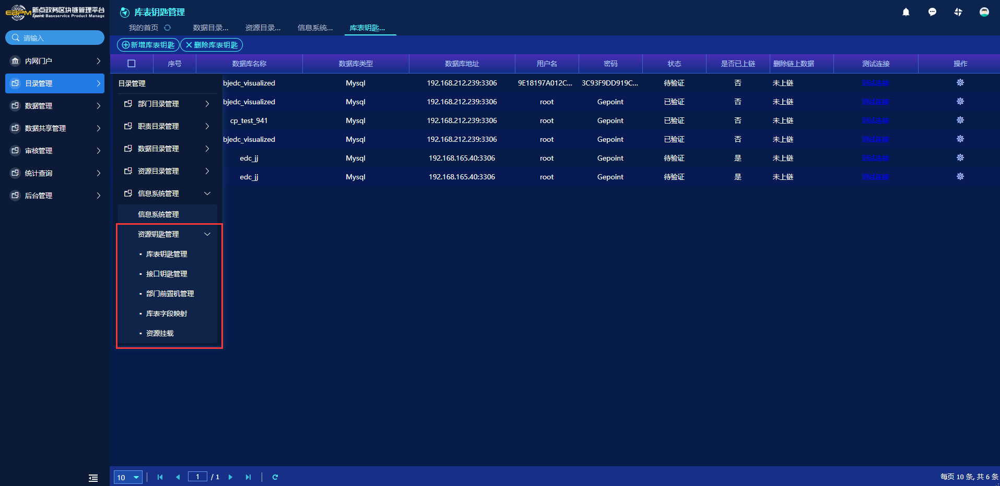 EBPM 新点政务区块链管理平台
Epoint Baseservice Product Manage
请输入
内网门户
目录管理
数据管理
数据共享管理
审核管理
统计查询
后台管理
库表钥匙管理
我的首页 数据目录... 资源目录... 信息系统... 库表钥匙...
新增库表钥匙 删除库表钥匙
序号 数据库名称 数据库类型 数据库地址 用户名 密码 状态 是否已上链 删除链上数据 测试连接 操作
bjedc_visualized Mysql 192.168.212.239:3306 9E18197A012C... 3C93F9DD919C... 待验证 否 未上链 测试连接
bjedc_visualized Mysql 192.168.212.239:3306 root Gepoint 已验证 否 未上链 测试连接
cp_test_941 Mysql 192.168.212.239:3306 root Gepoint 已验证 否 未上链 测试连接
bjedc_visualized Mysql 192.168.212.239:3306 root Gepoint 已验证 否 未上链 测试连接
edc_jj Mysql 192.168.165.40:3306 root Gepoint 待验证 是 未上链 测试连接
edc_jj Mysql 192.168.165.40:3306 root Gepoint 待验证 是 未上链 测试连接
目录管理
部门目录管理
职责目录管理
数据目录管理
资源目录管理
信息系统管理
信息系统管理
资源钥匙管理
库表钥匙管理
接口钥匙管理
部门前置机管理
库表字段映射
资源挂载
10 1 / 1 每页 10 条, 共 6 条